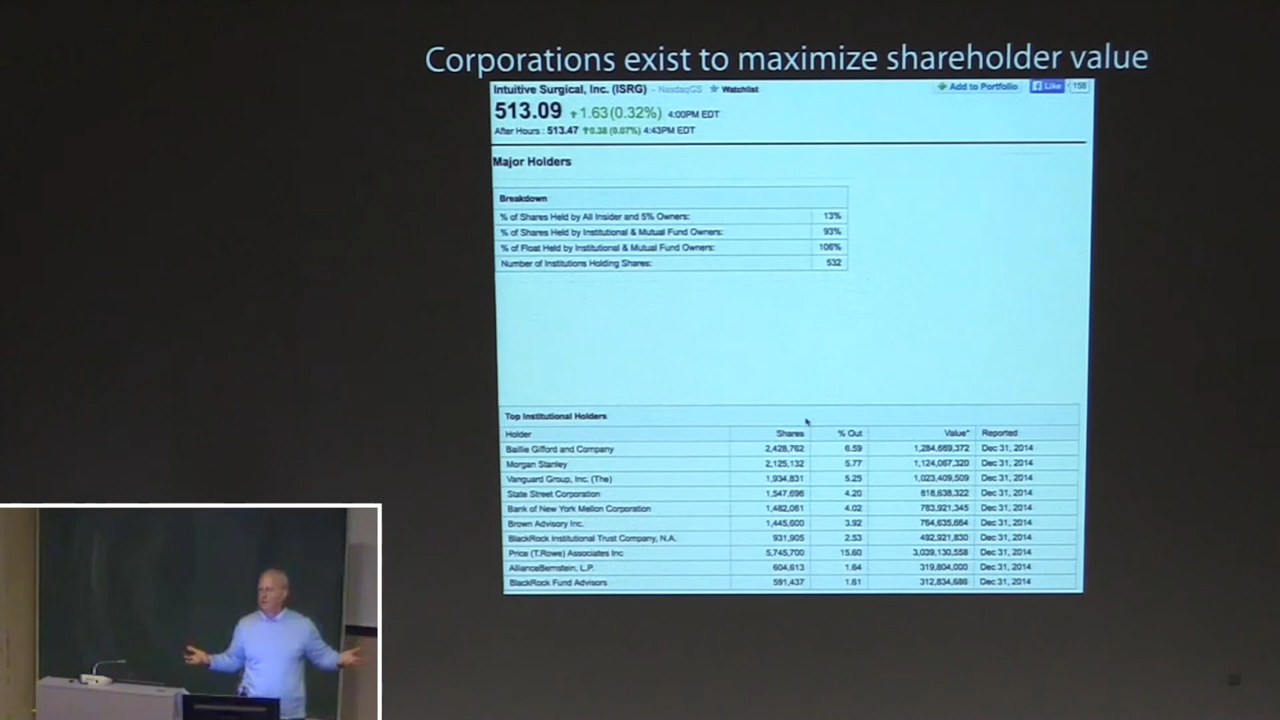 Corporations exist to maximize shareholder value
Intuitive Surgical, Inc. (ISRG) - NasdaqGS ★ Watchlist Add to Portfolio Like 156
513.09 ↑1.63(0.32%) 4:00PM EDT
After Hours : 513.47 ↑0.38 (0.07%) 4:43PM EDT
Major Holders
Breakdown
% of Shares Held by All Insider and 5% Owners: 13%
% of Shares Held by Institutional & Mutual Fund Owners: 93%
% of Float Held by Institutional & Mutual Fund Owners: 106%
Number of Institutions Holding Shares: 532
Top Institutional Holders
Holder Shares % Out Value* Reported
Baillie Gifford and Company 2,428,762 6.59 1,284,669,372 Dec 31, 2014
Morgan Stanley 2,125,132 5.77 1,124,067,320 Dec 31, 2014
Vanguard Group, Inc. (The) 1,934,831 5.25 1,023,409,509 Dec 31, 2014
State Street Corporation 1,547,696 4.20 818,638,322 Dec 31, 2014
Bank of New York Mellon Corporation 1,482,061 4.02 783,921,345 Dec 31, 2014
Brown Advisory Inc. 1,445,600 3.92 764,635,664 Dec 31, 2014
BlackRock Institutional Trust Company, N.A. 931,905 2.53 492,921,830 Dec 31, 2014
Price (T.Rowe) Associates Inc 5,745,700 15.60 3,039,130,558 Dec 31, 2014
AllianceBernstein, L.P. 604,613 1.64 319,804,000 Dec 31, 2014
BlackRock Fund Advisors 591,437 1.61 312,834,686 Dec 31, 2014